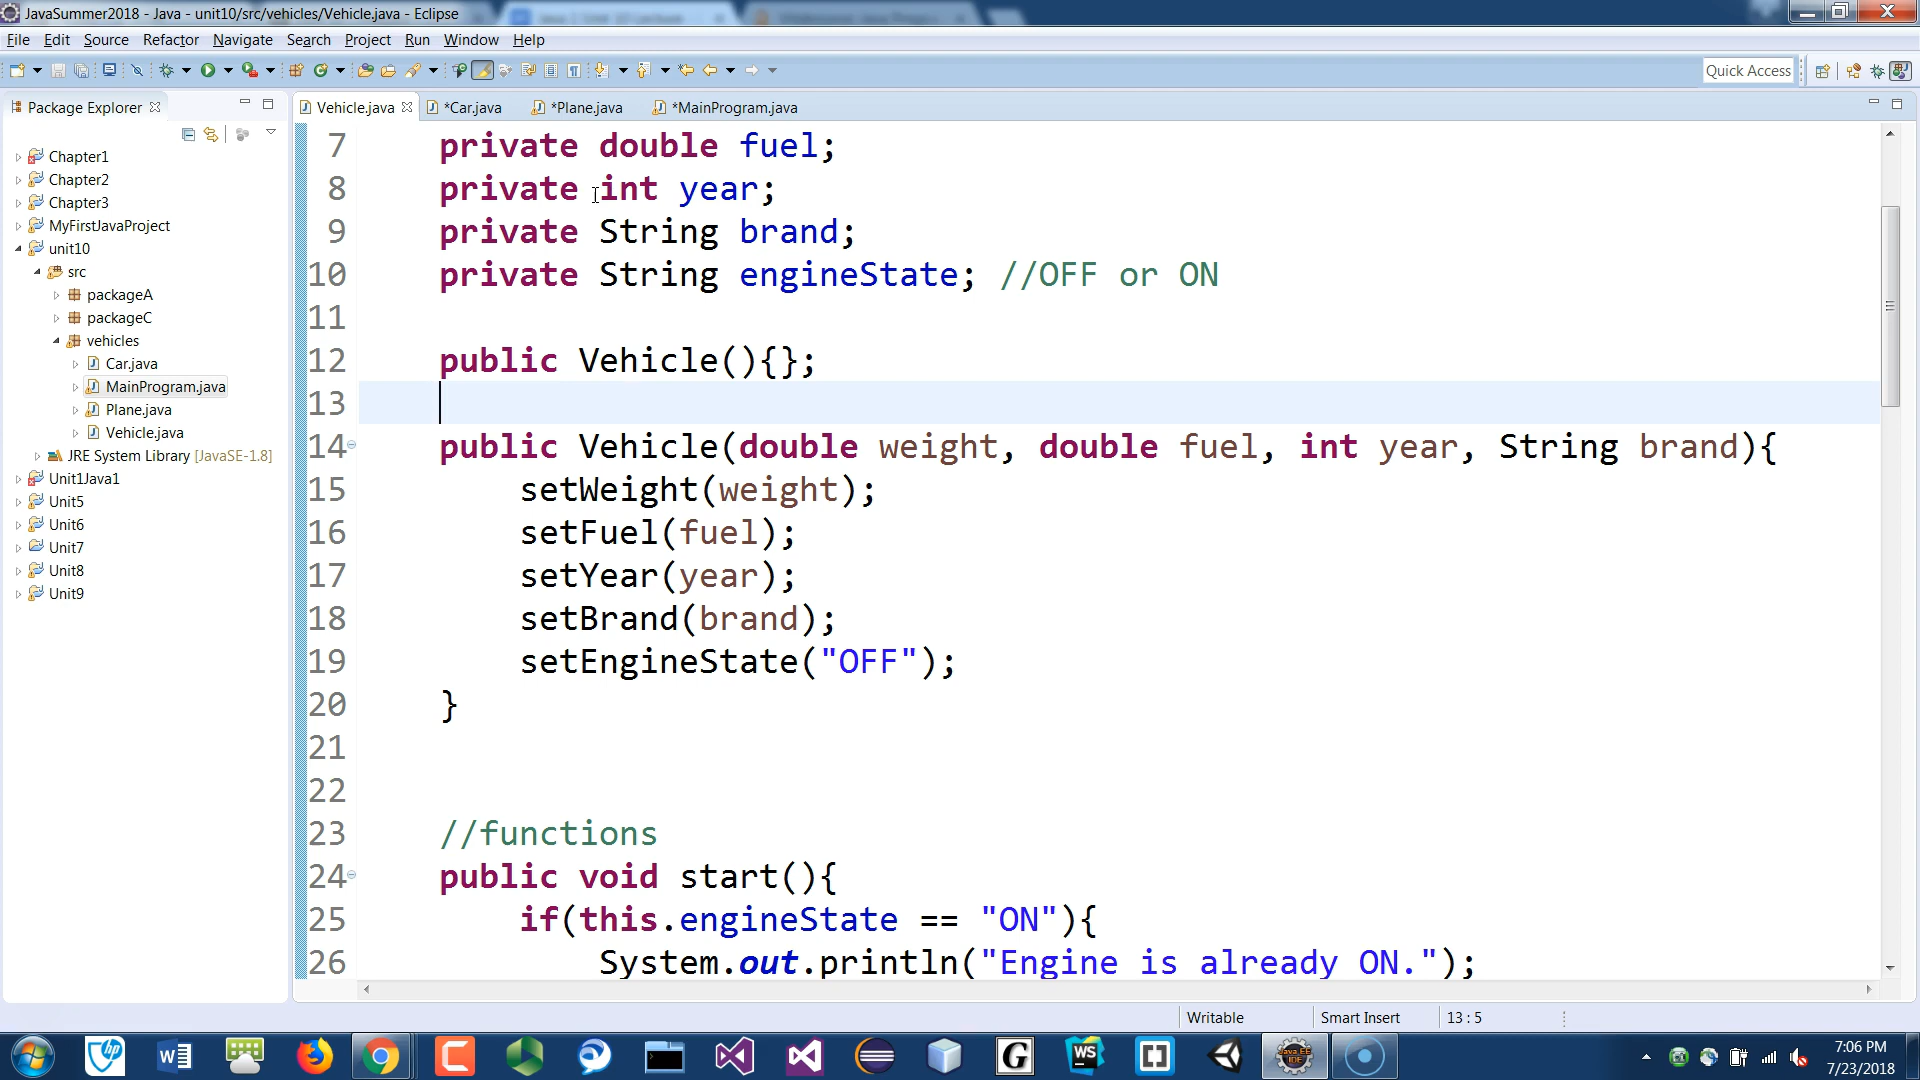 JavaSummer2018 - Java - unit10/src/vehicles/Vehicle.java - Eclipse
File Edit Source Refactor Navigate Search Project Run Window Help
Quick Access
Package Explorer
Vehicle.java *Car.java *Plane.java *MainProgram.java
Chapter1
Chapter2
Chapter3
MyFirstJavaProject
unit10
src
packageA
packageC
vehicles
Car.java
MainProgram.java
Plane.java
Vehicle.java
JRE System Library [JavaSE-1.8]
Unit1Java1
Unit5
Unit6
Unit7
Unit8
Unit9
7 private double fuel;
8 private int year;
9 private String brand;
10 private String engineState; //OFF or ON
11
12 public Vehicle(){};
13
14 public Vehicle(double weight, double fuel, int year, String brand){
15 setWeight(weight);
16 setFuel(fuel);
17 setYear(year);
18 setBrand(brand);
19 setEngineState("OFF");
20 }
21
22
23 //functions
24 public void start(){
25 if(this.engineState == "ON"){
26 System.out.println("Engine is already ON.");
Writable Smart Insert 13 : 5
7:06 PM
7/23/2018